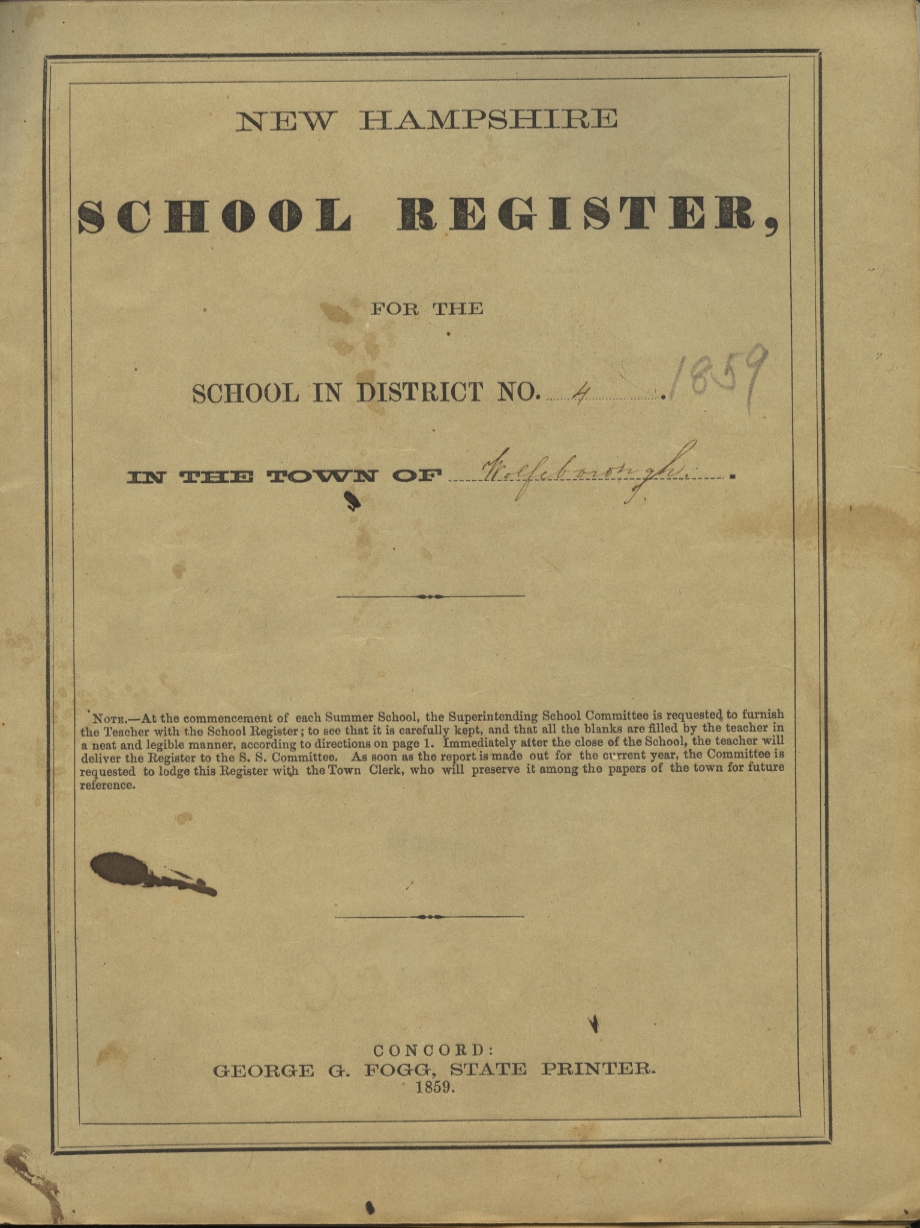 NEW HAMPSHIRE
SCHOOL REGISTER,
FOR THE
SCHOOL IN DISTRICT NO. 4 . 1859
IN THE TOWN OF Wolfeborough .
NOTE.—At the commencement of each Summer School, the Superintending School Committee is requested to furnish
the Teacher with the School Register; to see that it is carefully kept, and that all the blanks are filled by the teacher in
a neat and legible manner, according to directions on page 1. Immediately after the close of the School, the teacher will
deliver the Register to the S. S. Committee. As soon as the report is made out for the current year, the Committee is
requested to lodge this Register with the Town Clerk, who will preserve it among the papers of the town for future
reference.
CONCORD:
GEORGE G. FOGG, STATE PRINTER.
1859.